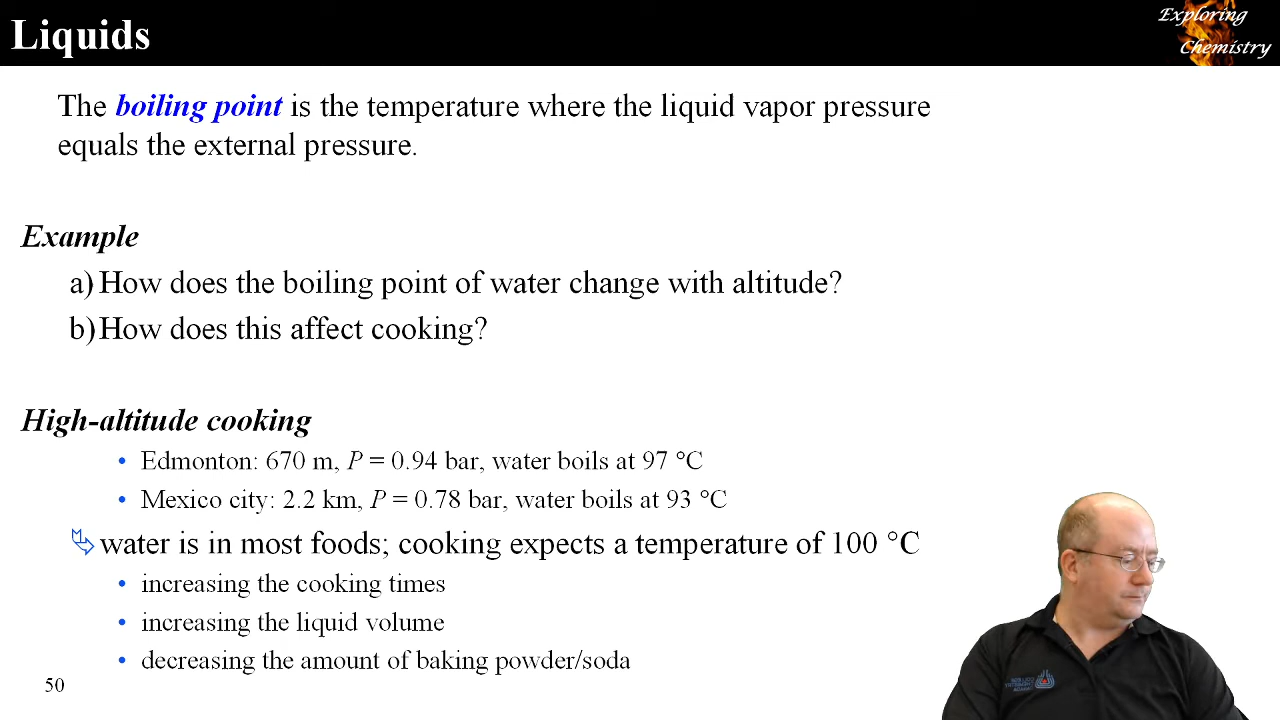 Liquids
Exploring
Chemistry
The boiling point is the temperature where the liquid vapor pressure
equals the external pressure.
Example
a) How does the boiling point of water change with altitude?
b) How does this affect cooking?
High-altitude cooking
• Edmonton: 670 m, P = 0.94 bar, water boils at 97 °C
• Mexico city: 2.2 km, P = 0.78 bar, water boils at 93 °C
water is in most foods; cooking expects a temperature of 100 °C
• increasing the cooking times
• increasing the liquid volume
• decreasing the amount of baking powder/soda
50